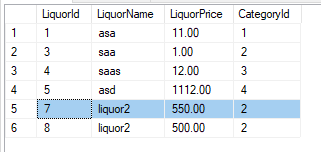 LiquorId LiquorName LiquorPrice CategoryId
1 1 asa 11.00 1
2 3 saa 1.00 2
3 4 saas 12.00 3
4 5 asd 1112.00 4
5 7 liquor2 550.00 2
6 8 liquor2 500.00 2